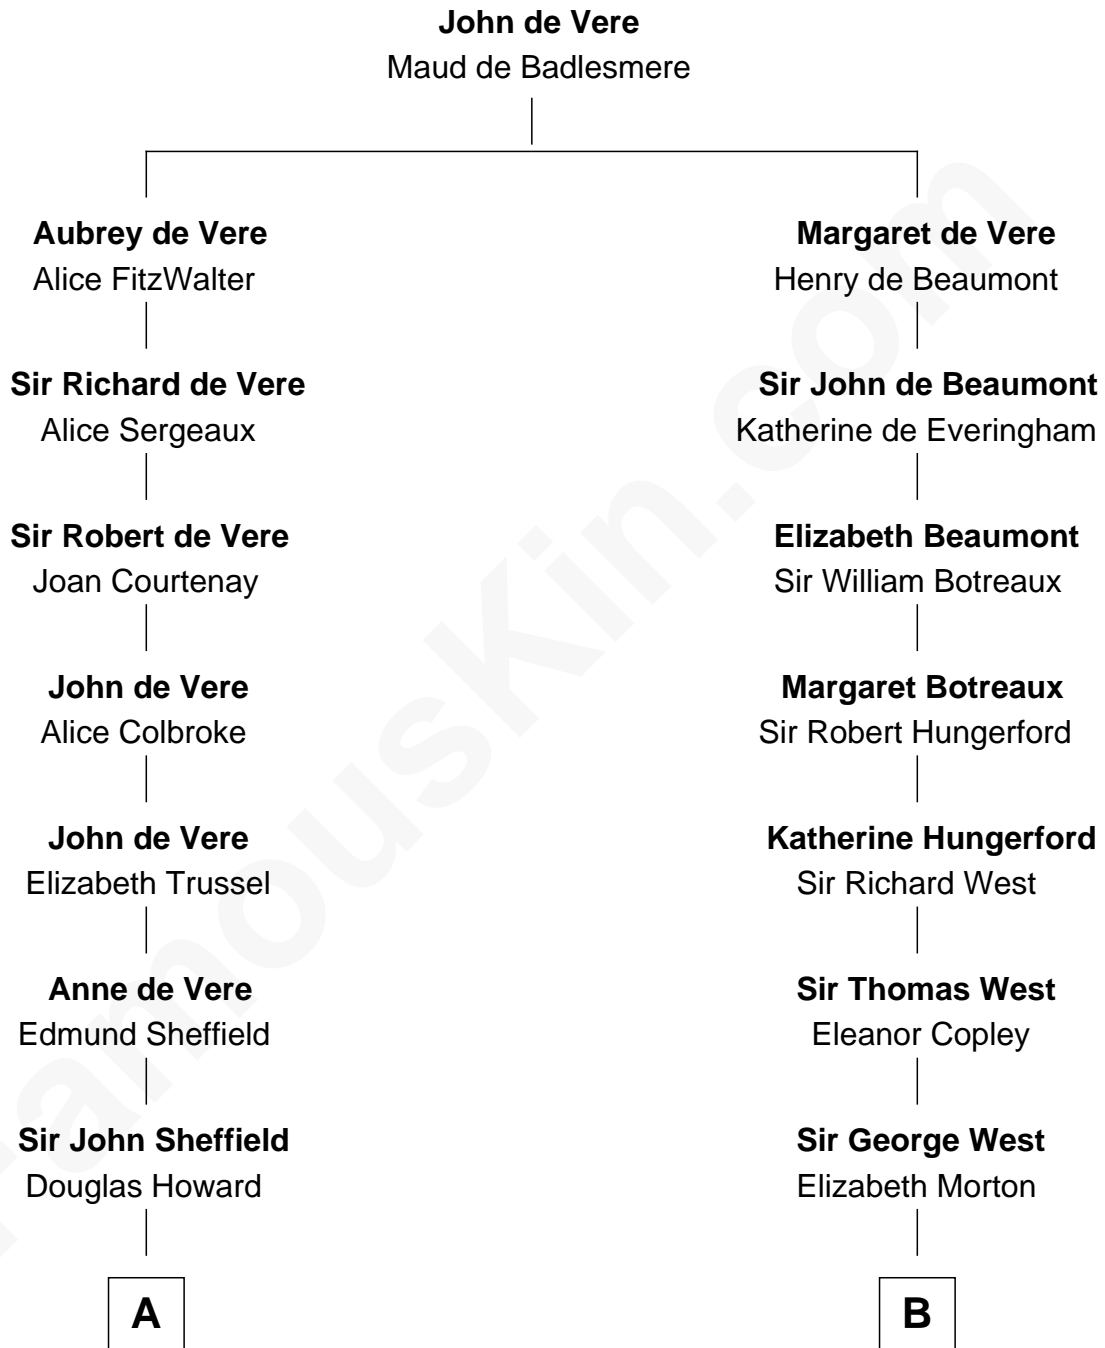 John de Vere
Maud de Badlesmere
Aubrey de Vere
Alice FitzWalter
Margaret de Vere
Henry de Beaumont
Sir Richard de Vere
Alice Sergeaux
Sir John de Beaumont
Katherine de Everingham
Sir Robert de Vere
Joan Courtenay
Elizabeth Beaumont
Sir William Botreaux
John de Vere
Alice Colbroke
Margaret Botreaux
Sir Robert Hungerford
John de Vere
Elizabeth Trussel
Katherine Hungerford
Sir Richard West
Anne de Vere
Edmund Sheffield
Sir Thomas West
Eleanor Copley
Sir John Sheffield
Douglas Howard
Sir George West
Elizabeth Morton
A
B
FamousKin.com